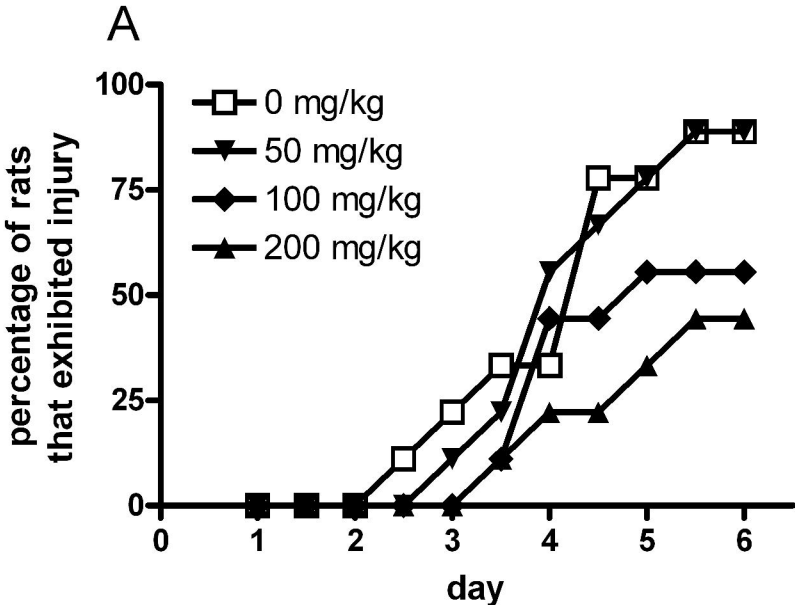 A
100
75
50
25
0
percentage of rats
that exhibited injury
0 mg/kg
50 mg/kg
100 mg/kg
200 mg/kg
0 1 2 3 4 5 6
day